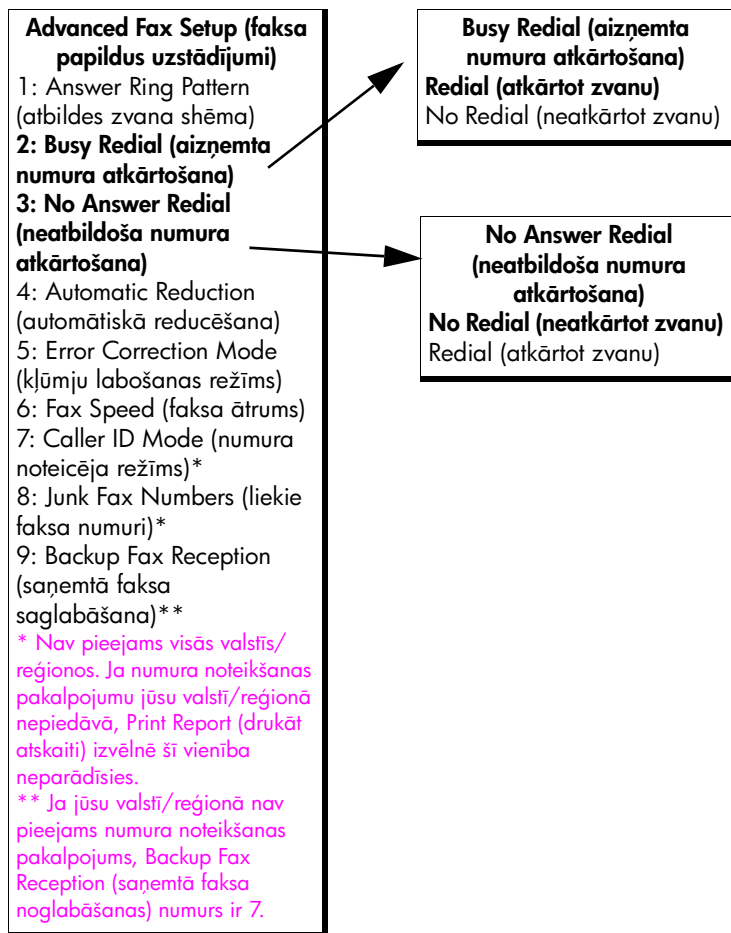 Advanced Fax Setup (faksa
papildus uzstādījumi)
1: Answer Ring Pattern
(atbildes zvana shēma)
2: Busy Redial (aizņemta
numura atkārtošana)
3: No Answer Redial
(neatbildoša numura
atkārtošana)
4: Automatic Reduction
(automātiskā reducēšana)
5: Error Correction Mode
(kļūmju labošanas režīms)
6: Fax Speed (faksa ātrums)
7: Caller ID Mode (numura
noteicēja režīms)*
8: Junk Fax Numbers (liekie
faksa numuri)*
9: Backup Fax Reception
(saņemtā faksa
saglabāšana)**
* Nav pieejams visās valstīs/
reģionos. Ja numura noteikšanas
pakalpojumu jūsu valstī/reģionā
nepiedāvā, Print Report (drukāt
atskaiti) izvēlnē šī vienība
neparādīsies.
** Ja jūsu valstī/reģionā nav
pieejams numura noteikšanas
pakalpojums, Backup Fax
Reception (saņemtā faksa
noglabāšanas) numurs ir 7.
Busy Redial (aizņemta
numura atkārtošana)
Redial (atkārtot zvanu)
No Redial (neatkārtot zvanu)
No Answer Redial
(neatbildoša numura
atkārtošana)
No Redial (neatkārtot zvanu)
Redial (atkārtot zvanu)